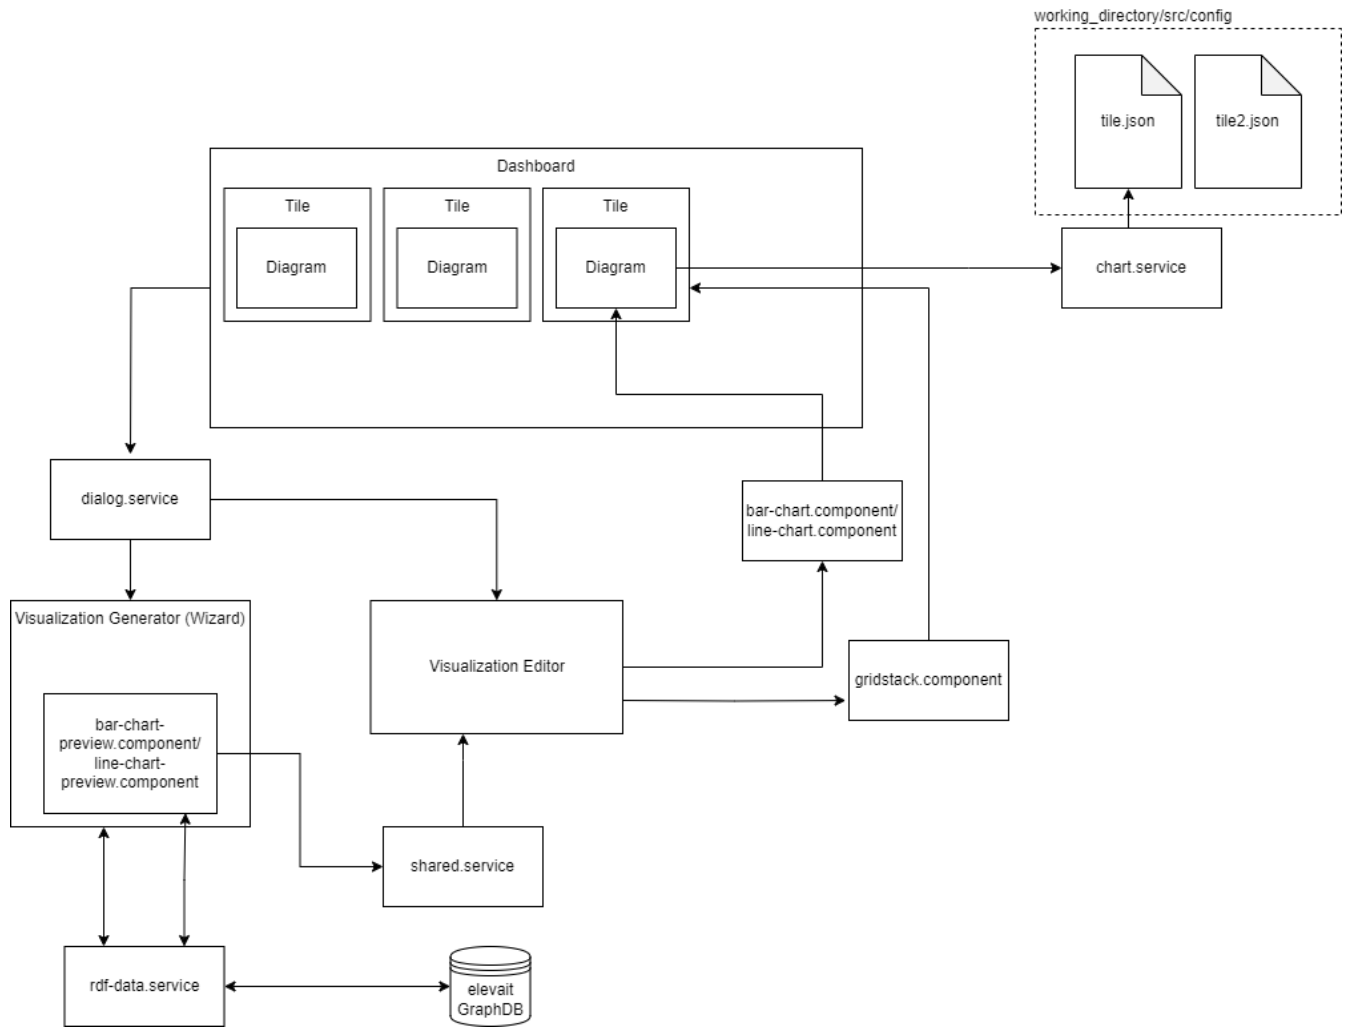 working_directory/src/config
tile.json
tile2.json
Dashboard
Tile
Tile
Tile
Diagram
Diagram
Diagram
chart.service
dialog.service
bar-chart.component/
line-chart.component
Visualization Generator (Wizard)
Visualization Editor
gridstack.component
bar-chart-
preview.component/
line-chart-
preview.component
shared.service
rdf-data.service
elevait
GraphDB